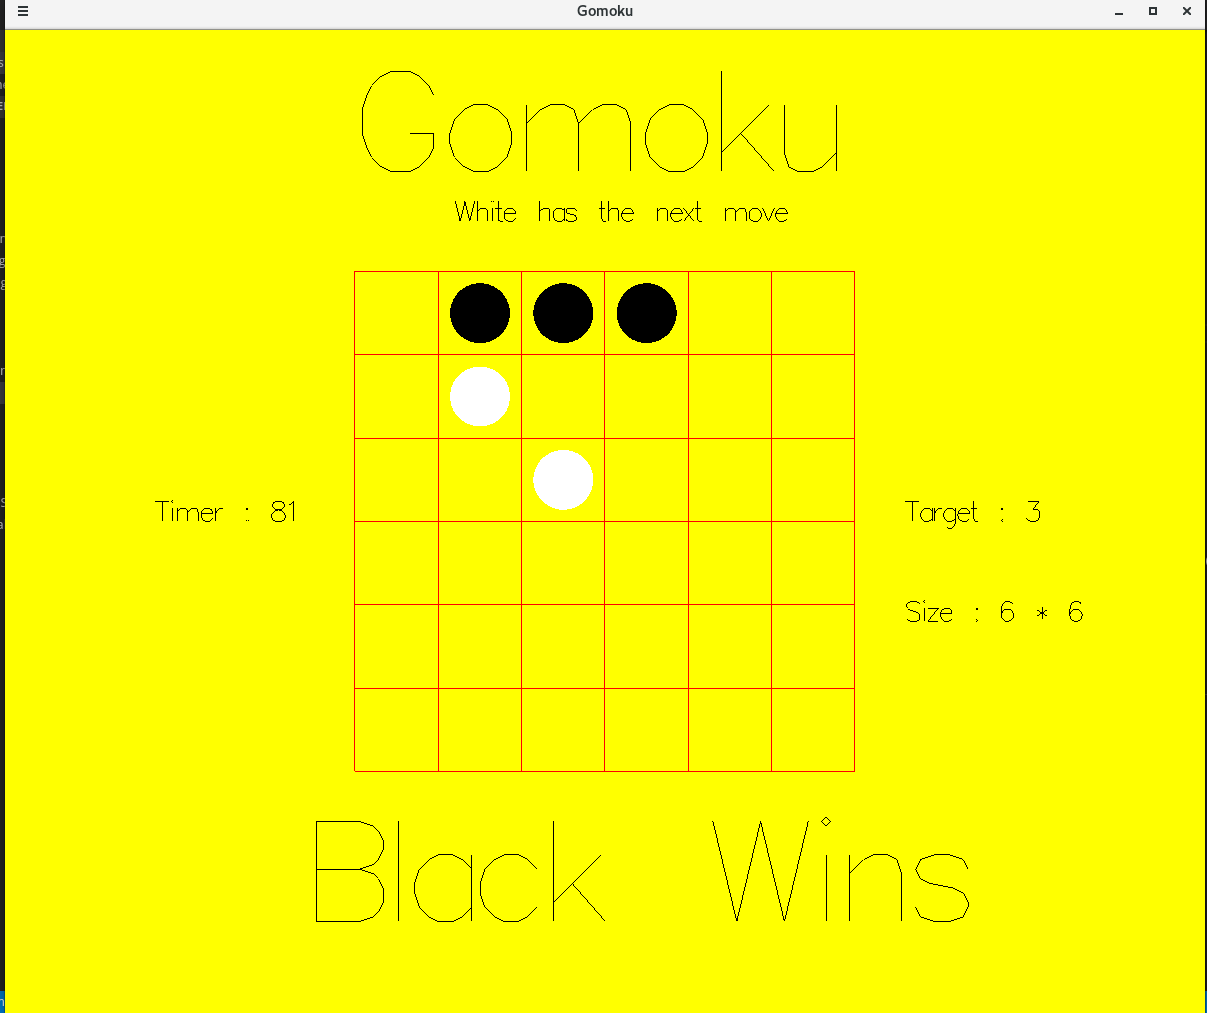 Gomoku
Gomoku
White has the next move
Timer : 81
Target : 3
Size : 6 * 6
Black Wins